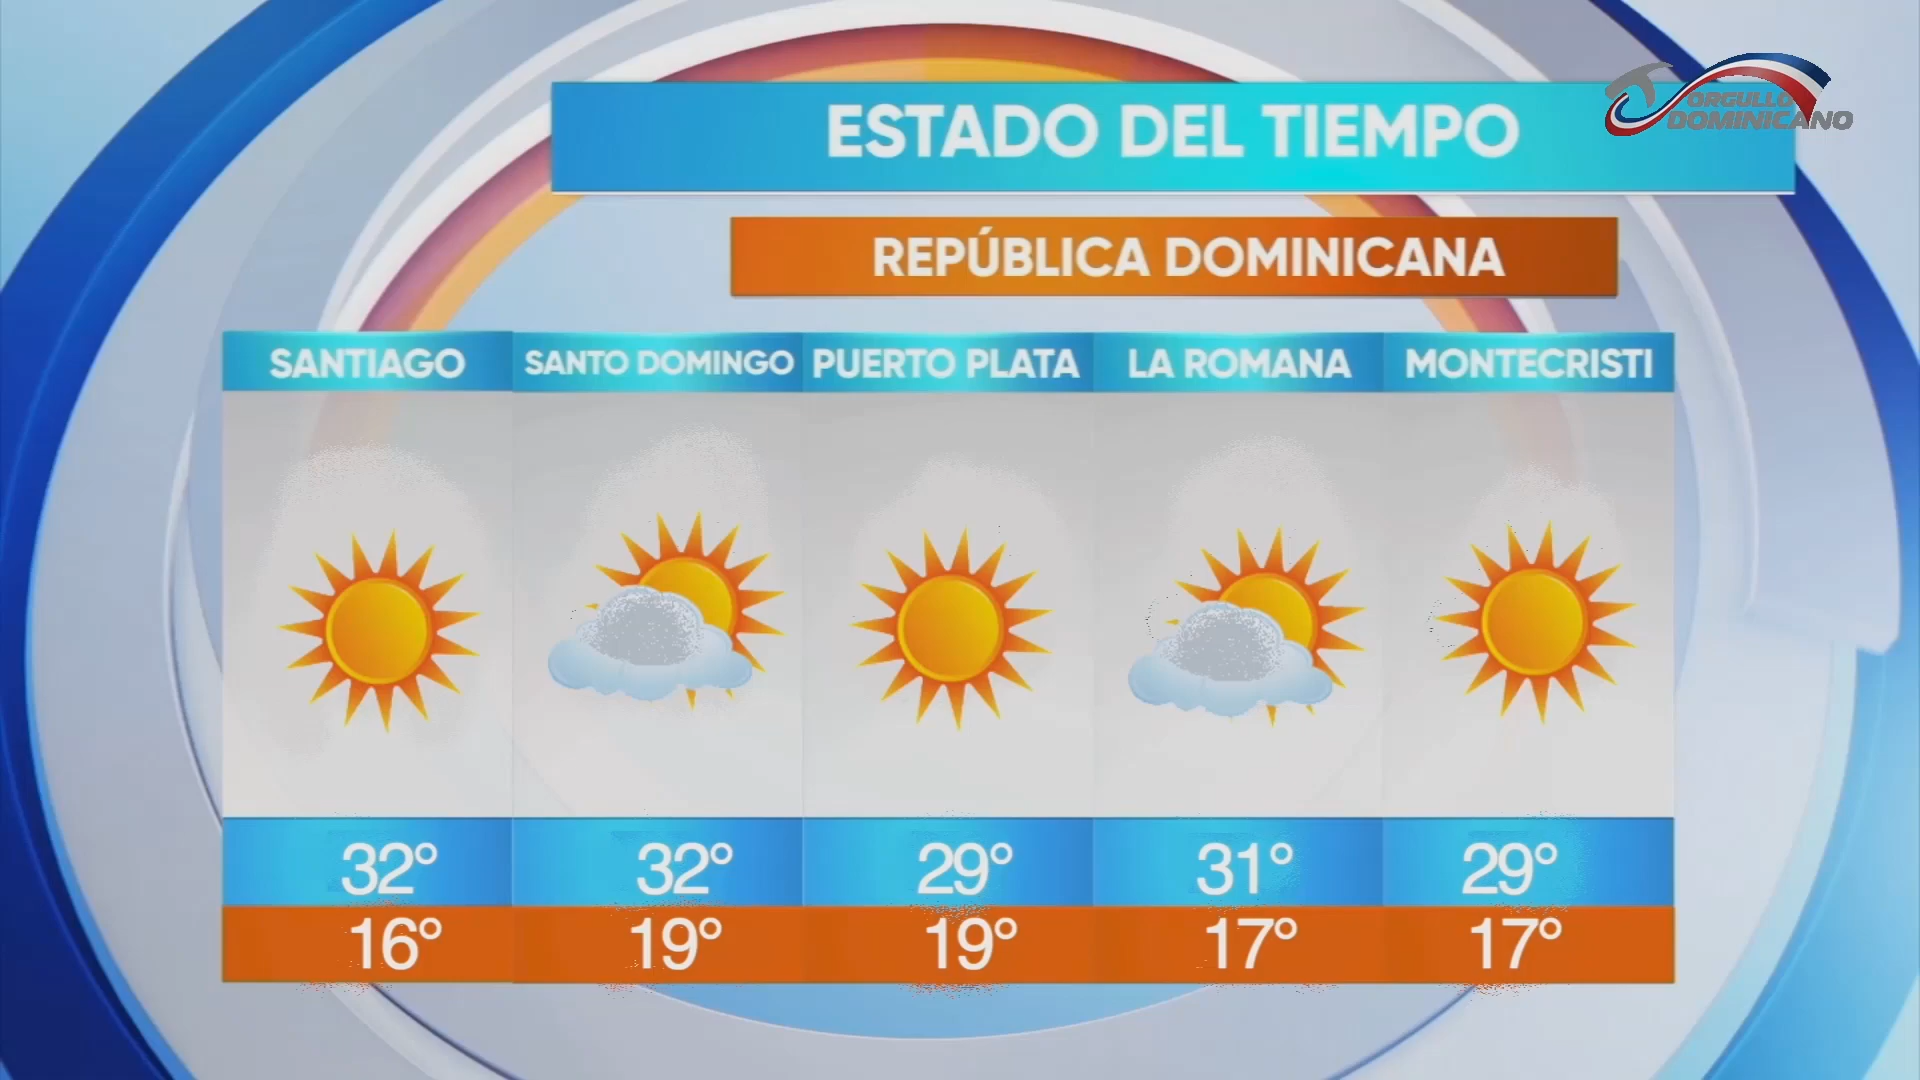 ORGULLO
DOMINICANO
ESTADO DEL TIEMPO
REPÚBLICA DOMINICANA
SANTIAGO SANTO DOMINGO PUERTO PLATA LA ROMANA MONTECRISTI
32° 32° 29° 31° 29°
16° 19° 19° 17° 17°